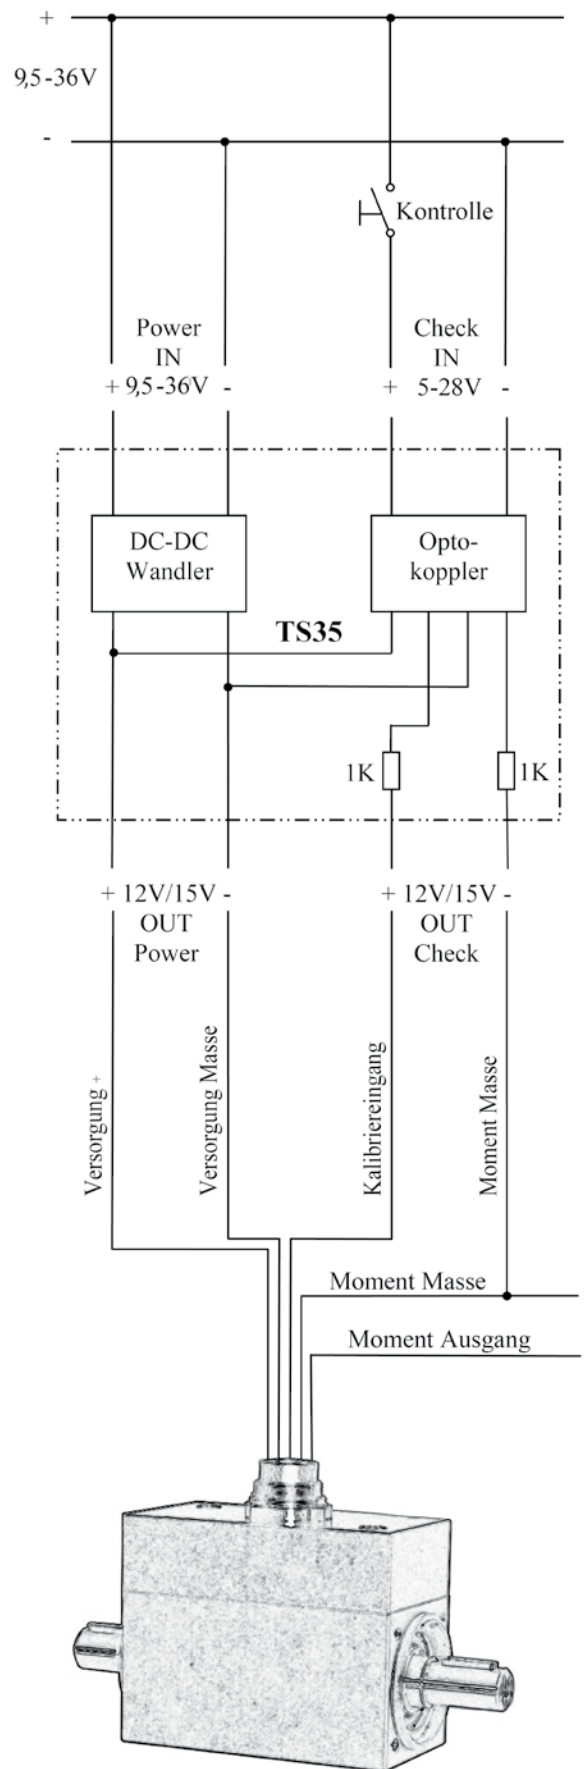 +
9,5-36V
-
Kontrolle
Power
IN
+ 9,5-36V -
Check
IN
+ 5-28V -
DC-DC
Wandler
Opto-
koppler
TS35
1K
1K
+ 12V/15V -
OUT
Power
+ 12V/15V -
OUT
Check
Versorgung +
Versorgung Masse
Kalibriereingang
Moment Masse
Moment Masse
Moment Ausgang